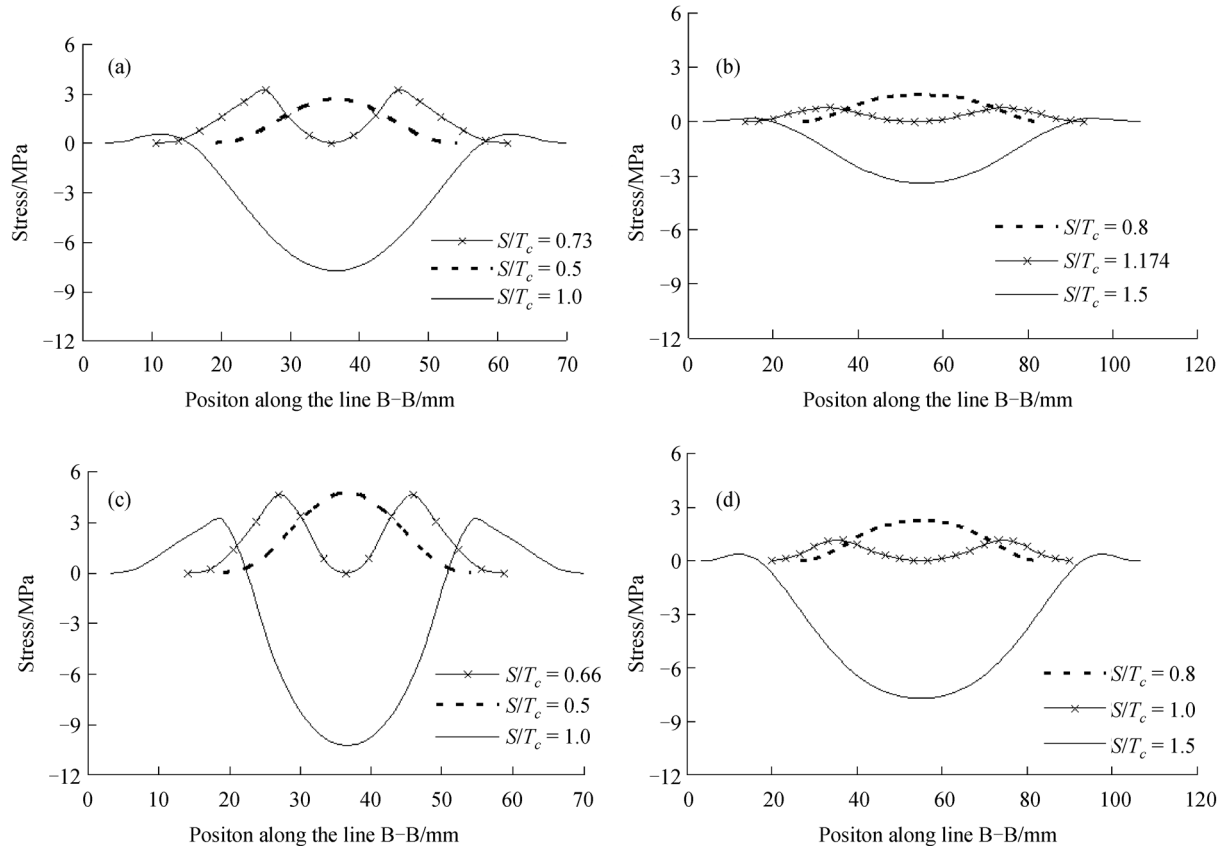 (a)
6
3
0
−3
−6
−9
−12
Stress/MPa
S/Tc = 0.73
S/Tc = 0.5
S/Tc = 1.0
0 10 20 30 40 50 60 70
Positon along the line B−B/mm
(b)
6
3
0
−3
−6
−9
−12
Stress/MPa
S/Tc = 0.8
S/Tc = 1.174
S/Tc = 1.5
0 20 40 60 80 100 120
Positon along the line B−B/mm
(c)
6
3
0
−3
−6
−9
−12
Stress/MPa
S/Tc = 0.66
S/Tc = 0.5
S/Tc = 1.0
0 10 20 30 40 50 60 70
Positon along the line B−B/mm
(d)
6
3
0
−3
−6
−9
−12
Stress/MPa
S/Tc = 0.8
S/Tc = 1.0
S/Tc = 1.5
0 20 40 60 80 100 120
Positon along line B−B/mm